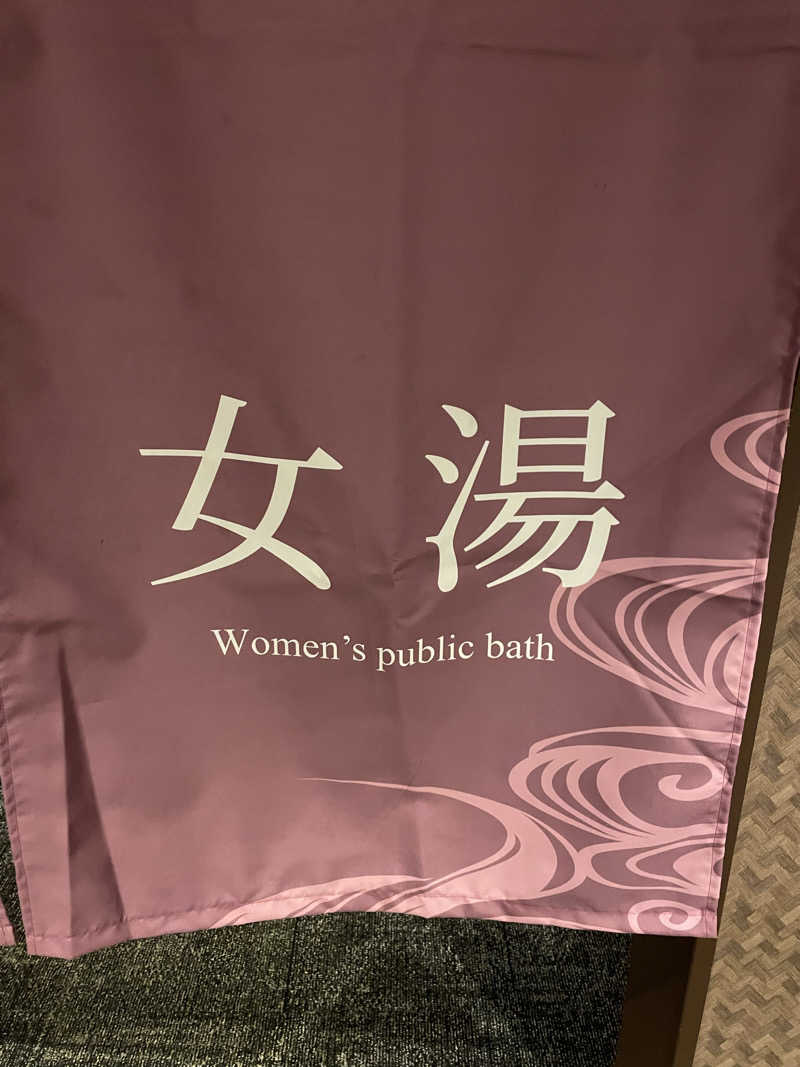 女湯
Women’s public bath